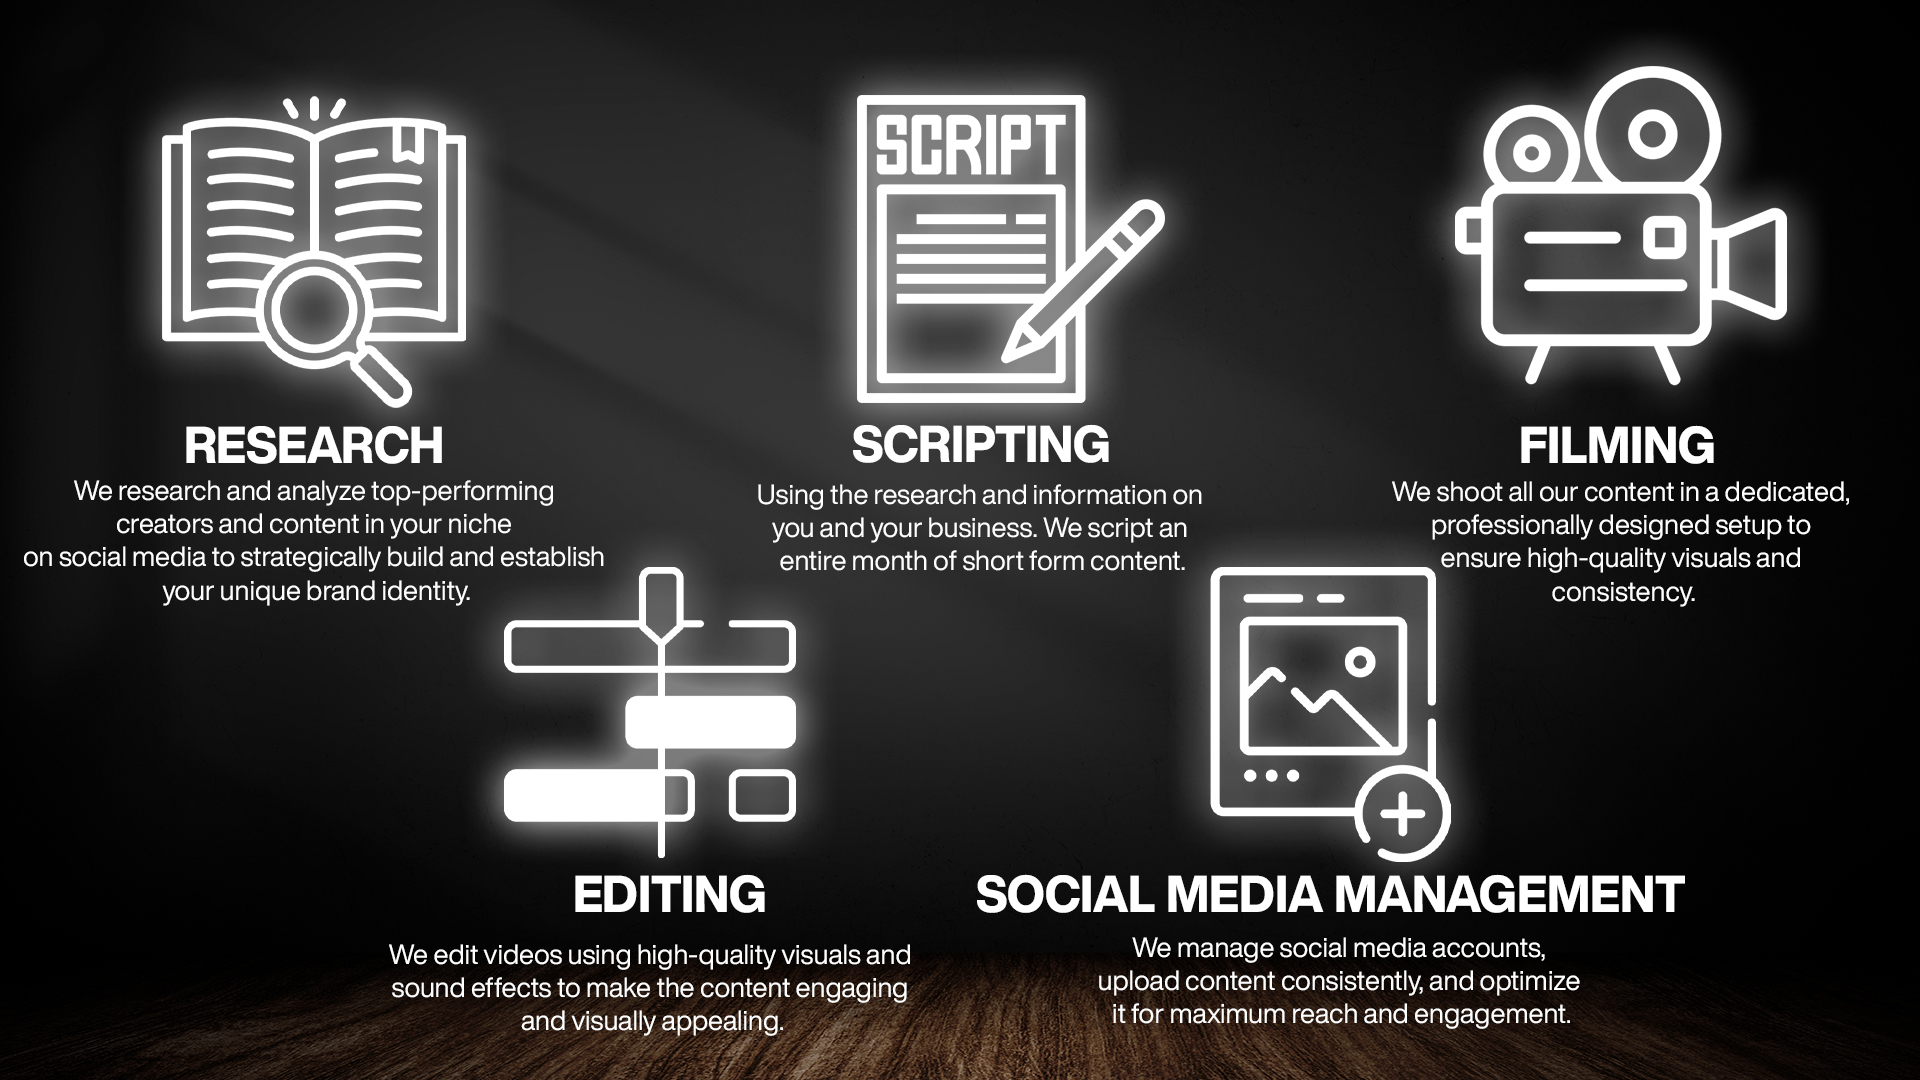 RESEARCH
We research and analyze top-performing
creators and content in your niche
on social media to strategically build and establish
your unique brand identity.
SCRIPT
SCRIPTING
Using the research and information on
you and your business. We script an
entire month of short form content.
FILMING
We shoot all our content in a dedicated,
professionally designed setup to
ensure high-quality visuals and
consistency.
EDITING
We edit videos using high-quality visuals and
sound effects to make the content engaging
and visually appealing.
SOCIAL MEDIA MANAGEMENT
We manage social media accounts,
upload content consistently, and optimize
it for maximum reach and engagement.